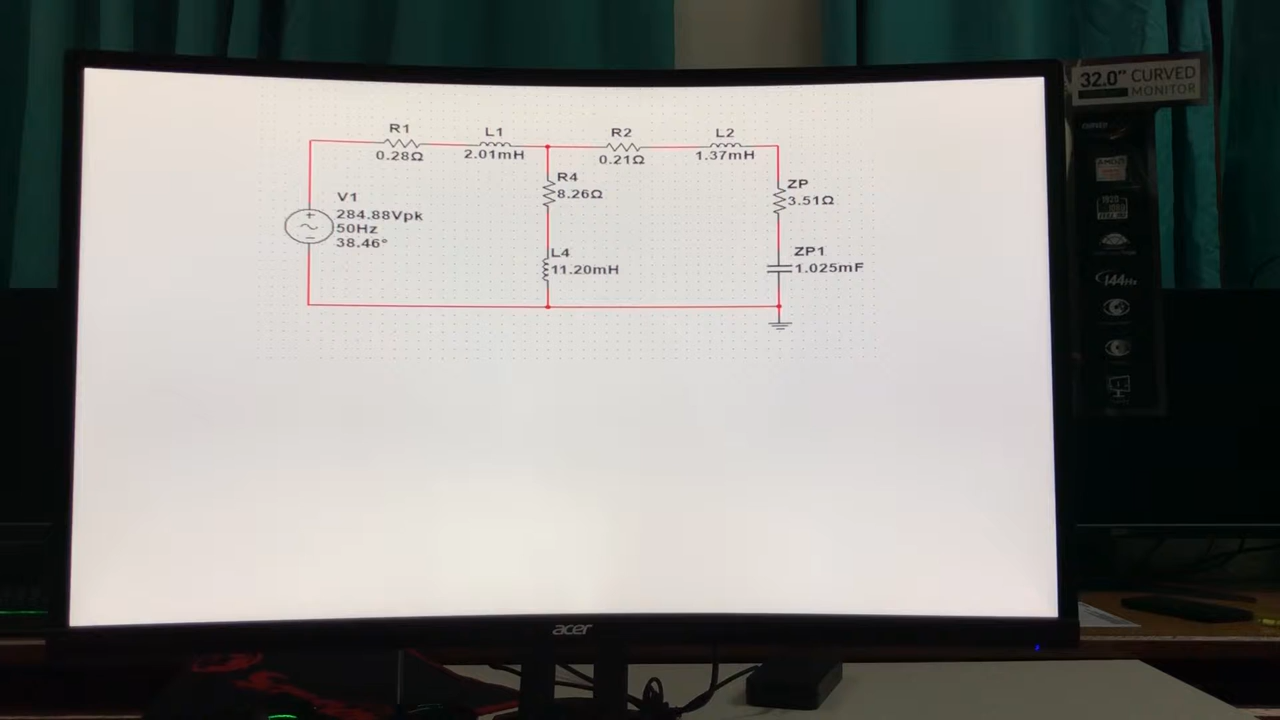 R1
0.28Ω
L1
2.01mH
R2
0.21Ω
L2
1.37mH
R4
8.26Ω
ZP
3.51Ω
V1
284.88Vpk
50Hz
38.46°
L4
11.20mH
ZP1
1.025mF
acer
32.0" CURVED
MONITOR
144Hz